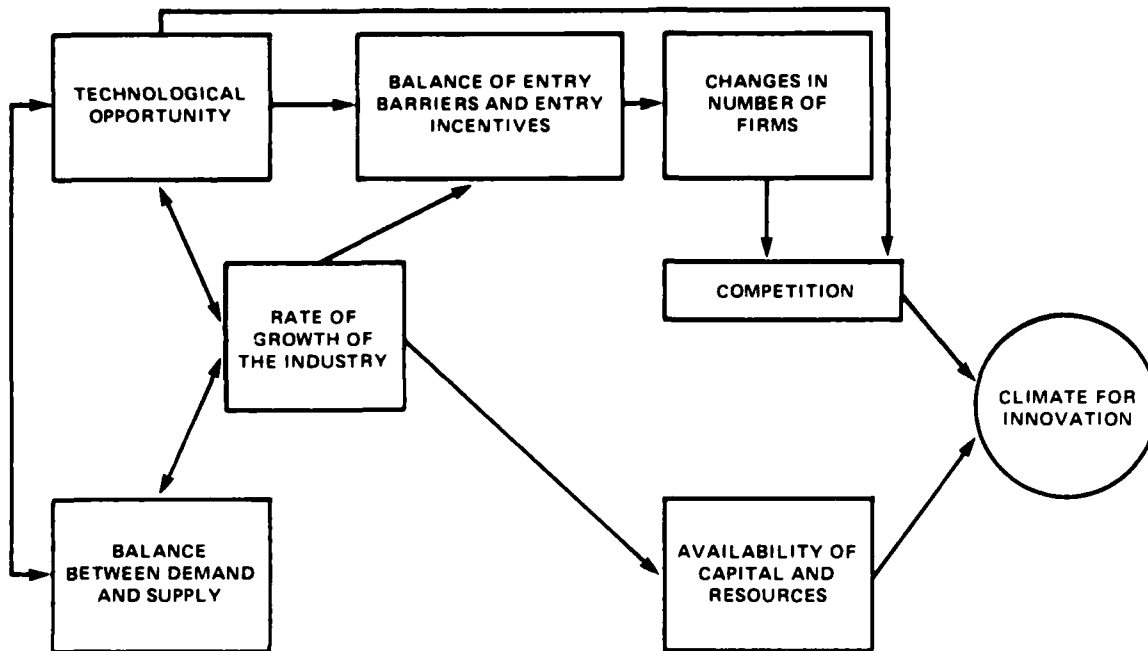 TECHNOLOGICAL
OPPORTUNITY
BALANCE OF ENTRY
BARRIERS AND ENTRY
INCENTIVES
CHANGES IN
NUMBER OF
FIRMS
RATE OF
GROWTH OF
THE INDUSTRY
COMPETITION
CLIMATE FOR
INNOVATION
BALANCE
BETWEEN DEMAND
AND SUPPLY
AVAILABILITY OF
CAPITAL AND
RESOURCES